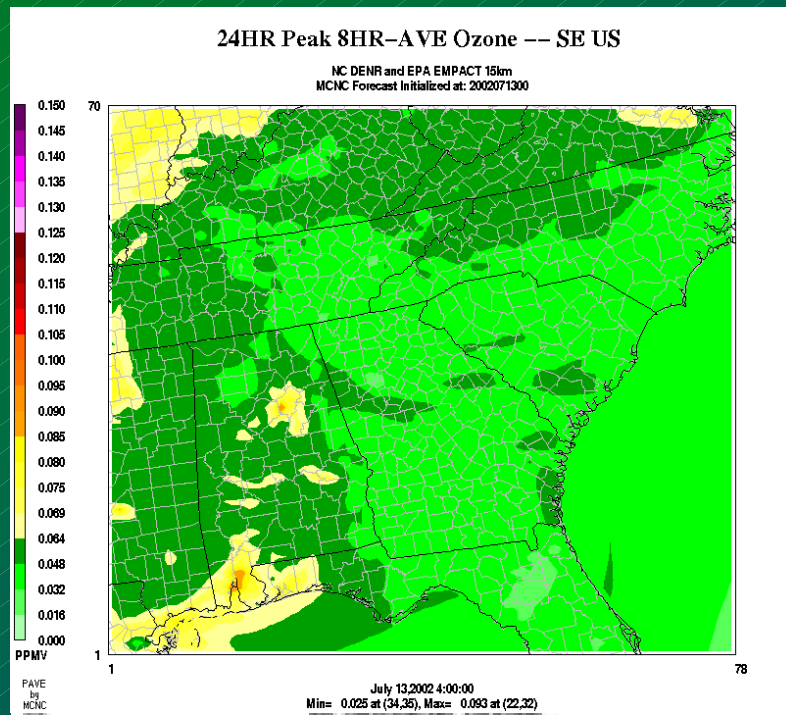 24HR Peak 8HR-AVE Ozone -- SE US
NC DENR and EPA EMPACT 15km
MCNC Forecast Initialized at: 2002071300
70
0.150
0.145
0.140
0.135
0.130
0.125
0.120
0.115
0.110
0.105
0.100
0.095
0.090
0.085
0.080
0.075
0.069
0.064
0.048
0.032
0.016
0.000
PPMV
1
1
78
PAVE
by
MCNC
July 13,2002 4:00:00
Min= 0.025 at (34,35), Max= 0.093 at (22,32)